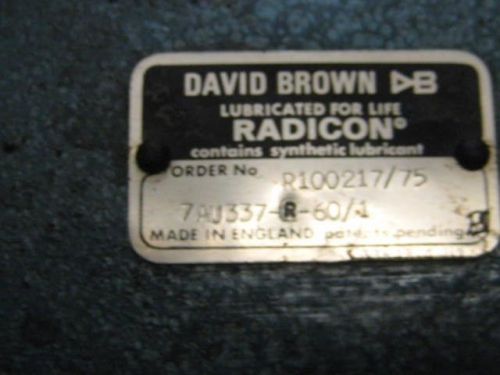 DAVID BROWN DB
LUBRICATED FOR LIFE
RADICON®
contains synthetic lubricant
ORDER No R100217/75
7AU337-R-60/1
MADE IN ENGLAND patents pending